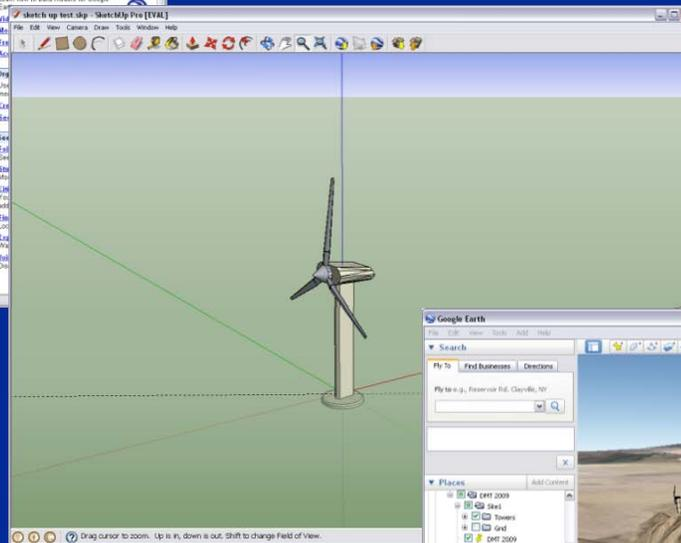 sketch up test.skp - SketchUp Pro [EVAL]
File Edit View Camera Draw Tools Window Help
Google Earth
File Edit View Tools Add Help
Search
Fly To Find Businesses Directions
Fly to e.g., Reservoir Rd. Clayville, NY
Places
Add Content
DMT 2009
Site1
Towers
Grid
DMT 2009
Drag cursor to zoom. Up is in, down is out. Shift to change Field of View.